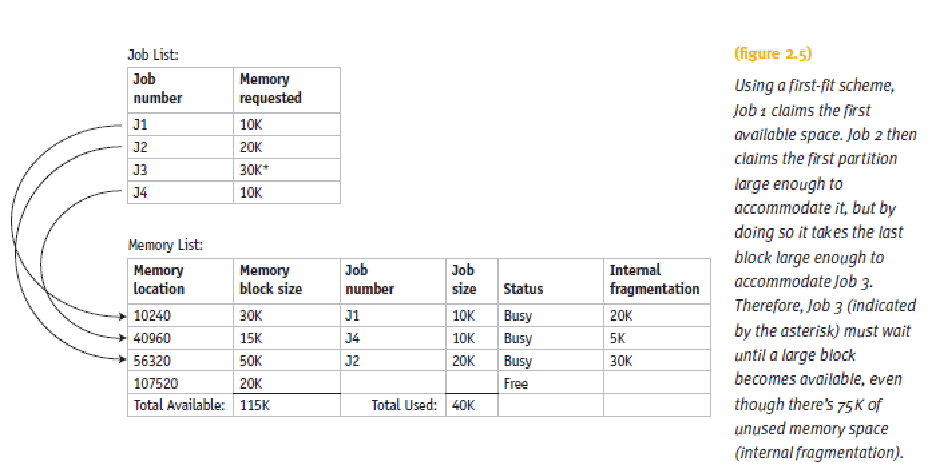 Job List:
Job number Memory requested
J1 10K
J2 20K
J3 30K*
J4 10K
Memory List:
Memory location Memory block size Job number Job size Status Internal fragmentation
10240 30K J1 10K Busy 20K
40960 15K J4 10K Busy 5K
56320 50K J2 20K Busy 30K
107520 20K Free
Total Available: 115K Total Used: 40K
(figure 2.5)
Using a first-fit scheme,
Job 1 claims the first
available space. Job 2 then
claims the first partition
large enough to
accommodate it, but by
doing so it takes the last
block large enough to
accommodate Job 3.
Therefore, Job 3 (indicated
by the asterisk) must wait
until a large block
becomes available, even
though there's 75K of
unused memory space
(internal fragmentation).